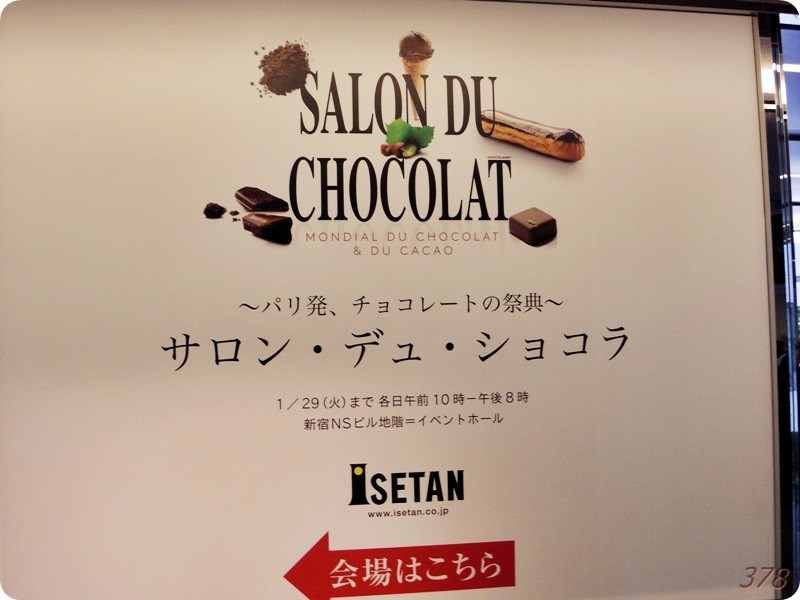 SALON DU
CHOCOLAT
MONDIAL DU CHOCOLAT
& DU CACAO
～パリ発、チョコレートの祭典～
サロン・デュ・ショコラ
1／29(火)まで 各日午前10時－午後8時
新宿NSビル地階＝イベントホール
ISETAN
www.isetan.co.jp
会場はこちら
378